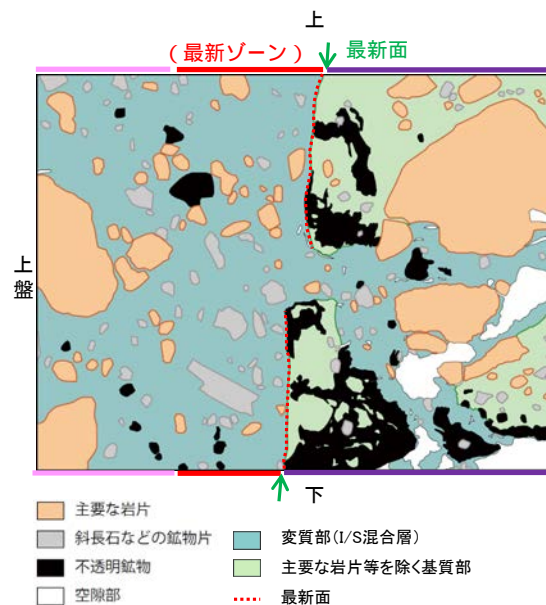 上
(最新ゾーン) 最新面
上盤
下
主要な岩片
斜長石などの鉱物片
不透明鉱物
空隙部
変質部(I/S混合層)
主要な岩片等を除く基質部
最新面